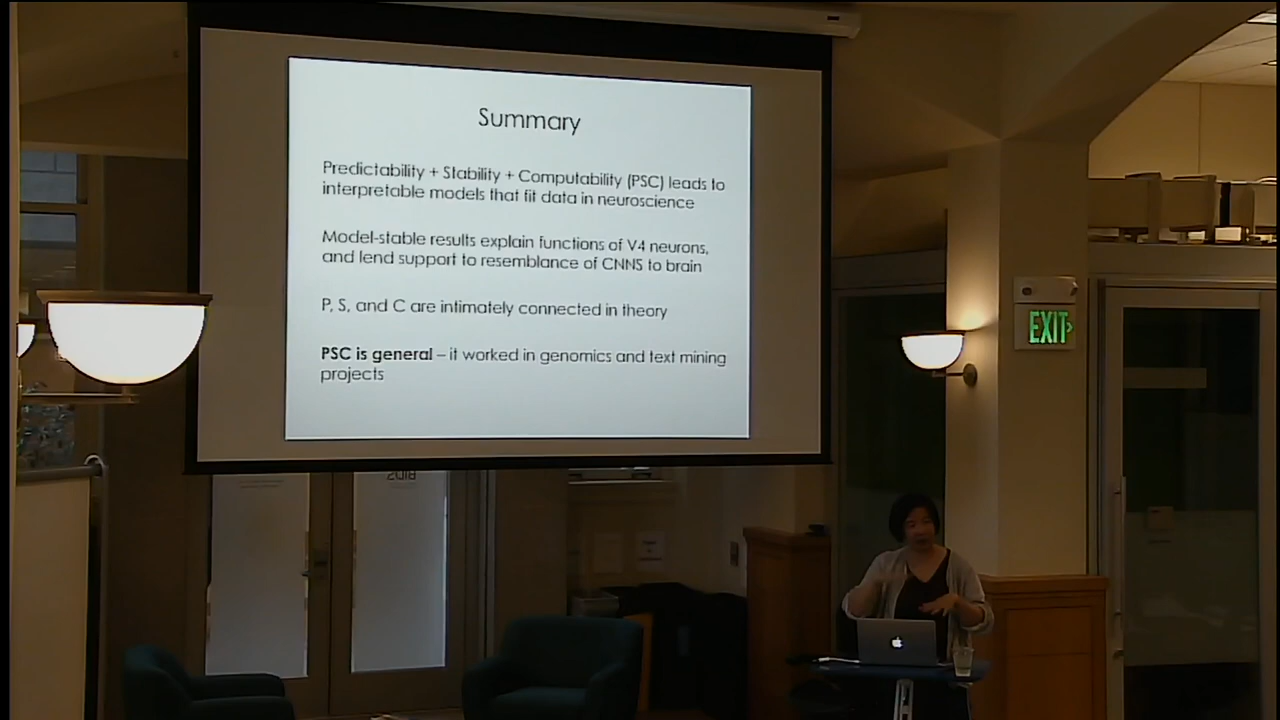 Summary
Predictability + Stability + Computability (PSC) leads to
interpretable models that fit data in neuroscience
Model-stable results explain functions of V4 neurons,
and lend support to resemblance of CNNS to brain
P, S, and C are intimately connected in theory
PSC is general – it worked in genomics and text mining
projects
EXIT